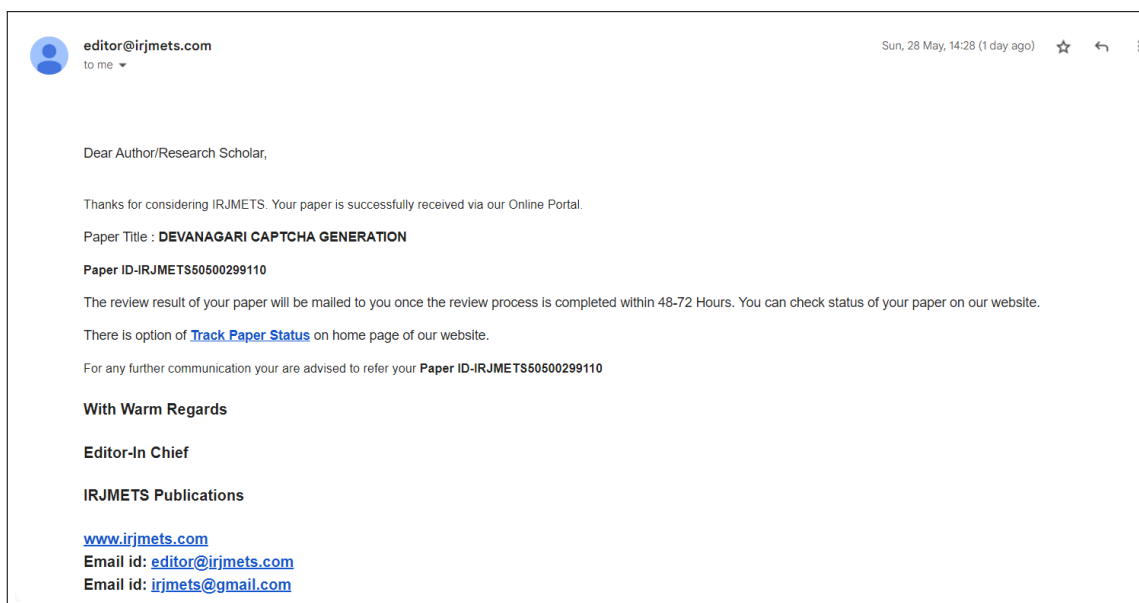 editor@irjmets.com
Sun, 28 May, 14:28 (1 day ago)
to me
Dear Author/Research Scholar,
Thanks for considering IRJMETS. Your paper is successfully received via our Online Portal.
Paper Title : DEVANAGARI CAPTCHA GENERATION
Paper ID-IRJMETS50500299110
The review result of your paper will be mailed to you once the review process is completed within 48-72 Hours. You can check status of your paper on our website.
There is option of Track Paper Status on home page of our website.
For any further communication your are advised to refer your Paper ID-IRJMETS50500299110
With Warm Regards
Editor-In Chief
IRJMETS Publications
www.irjmets.com
Email id: editor@irjmets.com
Email id: irjmets@gmail.com